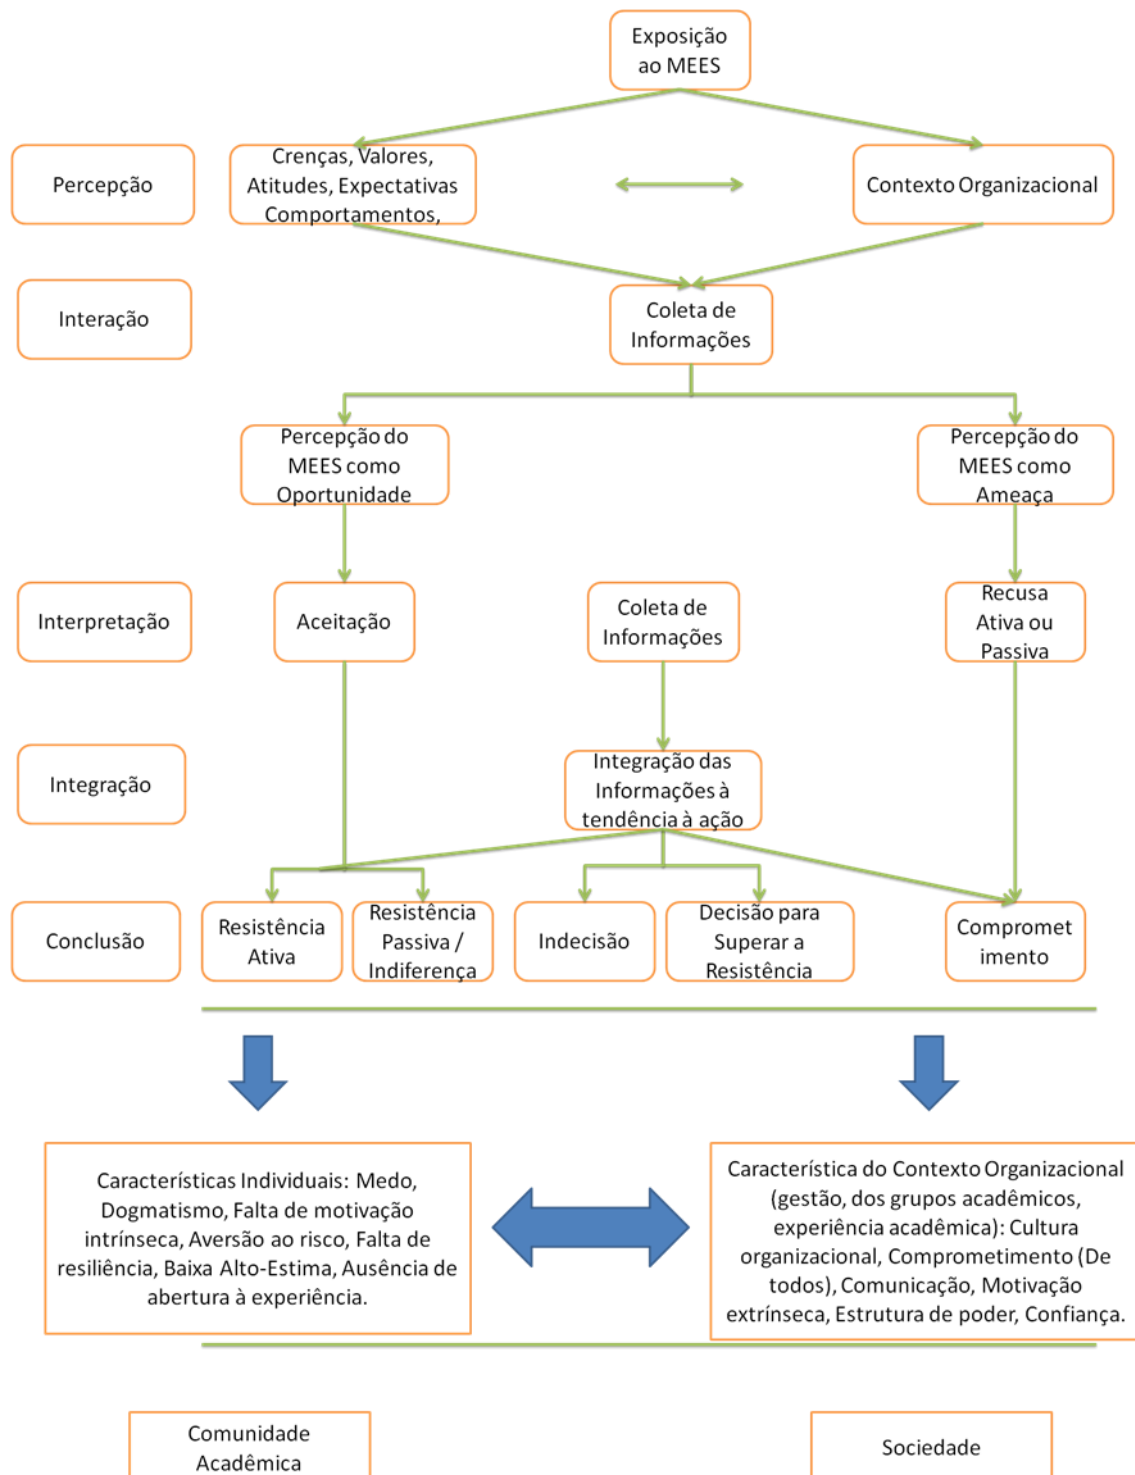 Exposição
ao MEES
Percepção
Crenças, Valores,
Atitudes, Expectativas
Comportamentos,
Contexto Organizacional
Interação
Coleta de
Informações
Percepção do
MEES como
Oportunidade
Percepção do
MEES como
Ameaça
Interpretação
Aceitação
Coleta de
Informações
Recusa
Ativa ou
Passiva
Integração
Integração das
Informações à
tendência à ação
Conclusão
Resistência
Ativa
Resistência
Passiva /
Indiferença
Indecisão
Decisão para
Superar a
Resistência
Compromet
imento
Características Individuais: Medo,
Dogmatismo, Falta de motivação
intrínseca, Aversão ao risco, Falta de
resiliência, Baixa Alto-Estima, Ausência de
abertura à experiência.
Característica do Contexto Organizacional
(gestão, dos grupos acadêmicos,
experiência acadêmica): Cultura
organizacional, Comprometimento (De
todos), Comunicação, Motivação
extrínseca, Estrutura de poder, Confiança.
Comunidade
Acadêmica
Sociedade